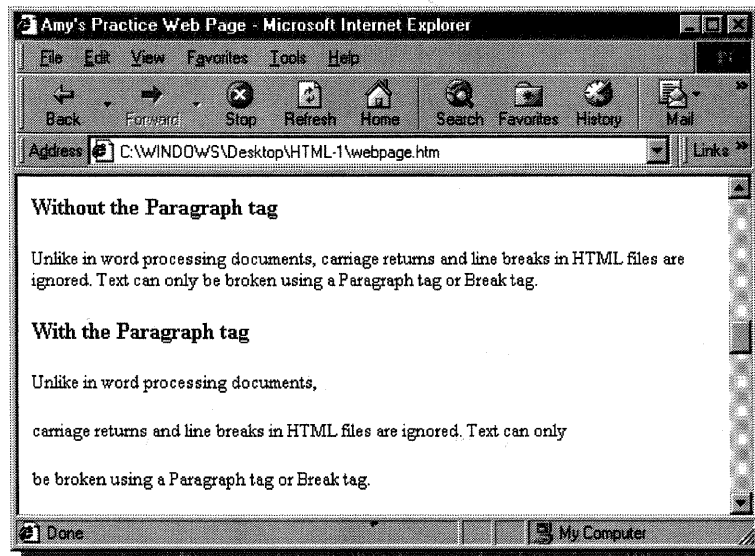 Amy's Practice Web Page - Microsoft Internet Explorer
File Edit View Favorites Tools Help
Back Forward Stop Refresh Home Search Favorites History Mail
Address C:\WINDOWS\Desktop\HTML-1\webpage.htm Links
Without the Paragraph tag
Unlike in word processing documents, carriage returns and line breaks in HTML files are
ignored. Text can only be broken using a Paragraph tag or Break tag.
With the Paragraph tag
Unlike in word processing documents,
carriage returns and line breaks in HTML files are ignored. Text can only
be broken using a Paragraph tag or Break tag.
Done My Computer